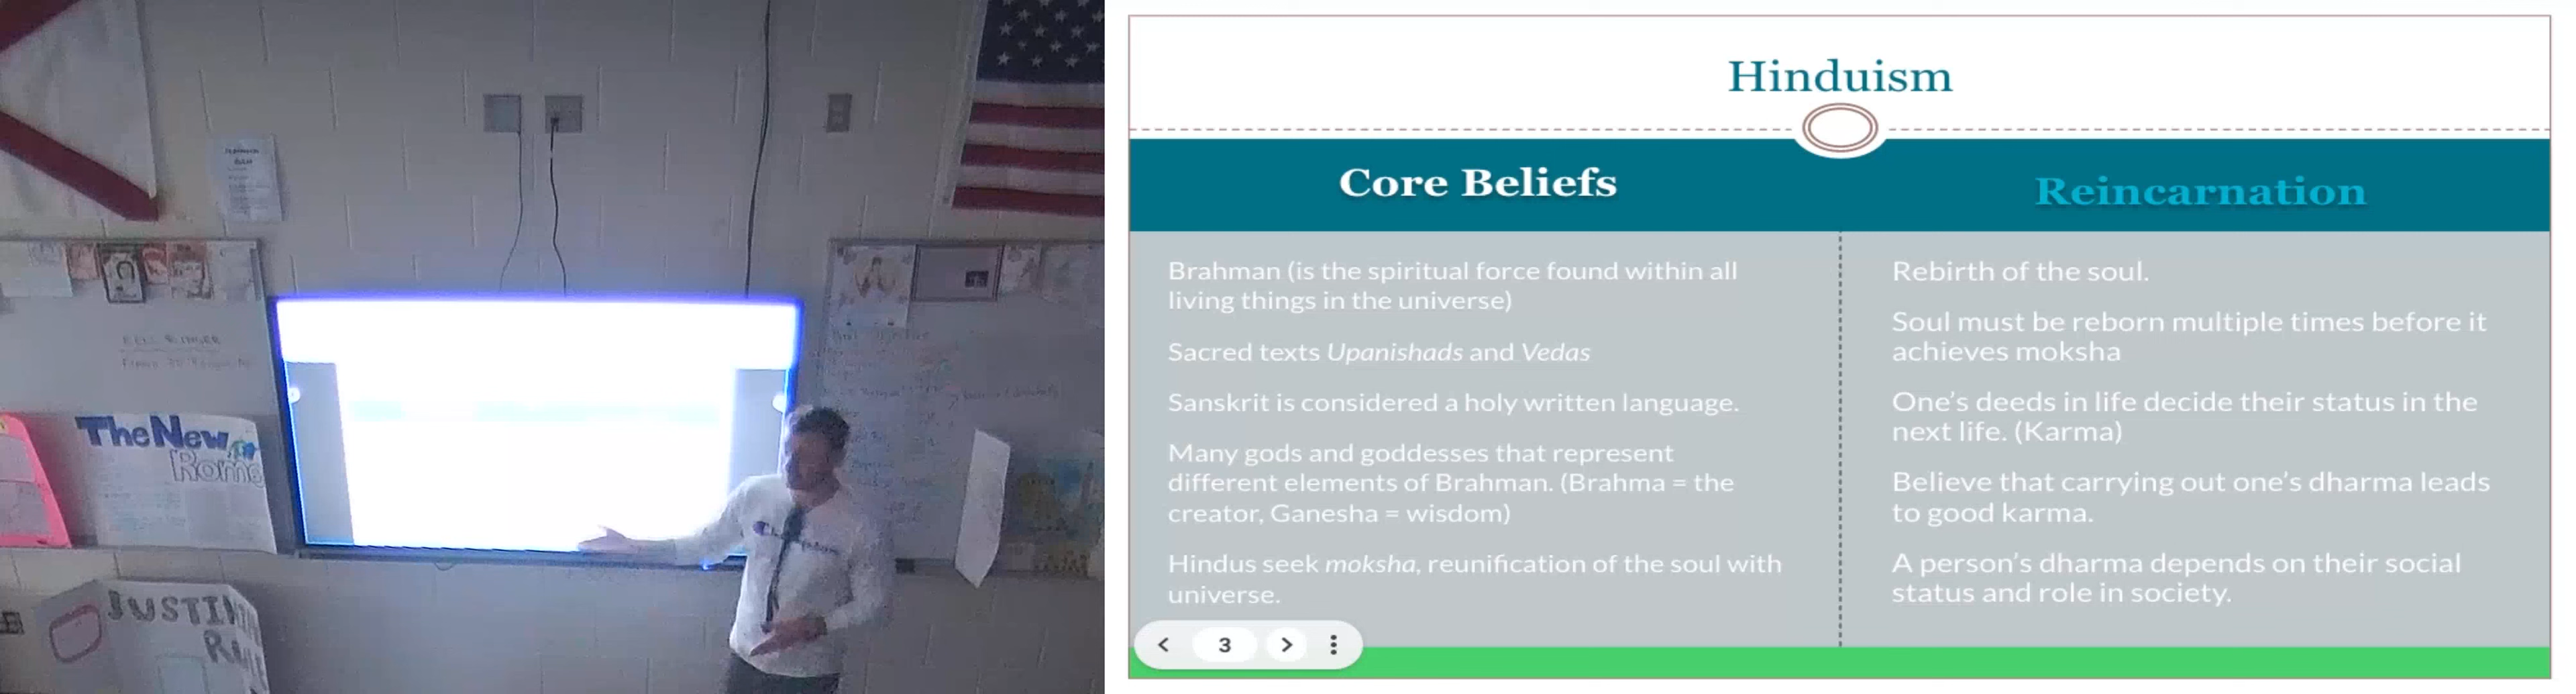 The New
Rome
JUSTIN
Champion
Hinduism
Core Beliefs
Reincarnation
Brahman (is the spiritual force found within all
living things in the universe)
Sacred texts Upanishads and Vedas
Sanskrit is considered a holy written language.
Many gods and goddesses that represent
different elements of Brahman. (Brahma = the
creator, Ganesha = wisdom)
Hindus seek moksha, reunification of the soul with
universe.
Rebirth of the soul.
Soul must be reborn multiple times before it
achieves moksha
One’s deeds in life decide their status in the
next life. (Karma)
Believe that carrying out one’s dharma leads
to good karma.
A person’s dharma depends on their social
status and role in society.
3